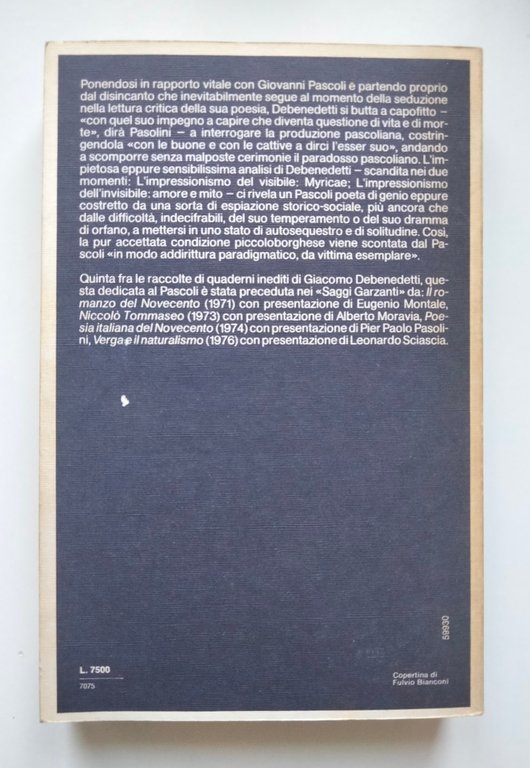 Ponendosi in rapporto vitale con Giovanni Pascoli e partendo proprio
dal disincanto che inevitabilmente segue al momento della seduzione
nella lettura critica della sua poesia, Debenedetti si butta a capofitto –
«con quel suo impegno a capire che diventa questione di vita e di mor-
te», dirà Pasolini – a interrogare la produzione pascoliana, costrin-
gendola «con le buone e con le cattive a dirci l'esser suo», andando
a scomporre senza malposte cerimonie il paradosso pascoliano. L'im-
pietosa eppure sensibilissima analisi di Debenedetti – scandita nei due
momenti: L'impressionismo del visibile: Myricae; L'impressionismo
dell'invisibile: amore e mito – ci rivela un Pascoli poeta di genio eppure
costretto da una sorta di espiazione storico-sociale, più ancora che
dalle difficoltà, indecifrabili, del suo temperamento o del suo dramma
di orfano, a mettersi in uno stato di autosequestro e di solitudine. Così,
la pur accettata condizione piccoloborghese viene scontata dal Pa-
scoli «in modo addirittura paradigmatico, da vittima esemplare».
Quinta fra le raccolte di quaderni inediti di Giacomo Debenedetti, que-
sta dedicata al Pascoli è stata preceduta nei «Saggi Garzanti» da: Il ro-
manzo del Novecento (1971) con presentazione di Eugenio Montale,
Niccolò Tommaseo (1973) con presentazione di Alberto Moravia, Poe-
sia italiana del Novecento (1974) con presentazione di Pier Paolo Pasoli-
ni, Verga e il naturalismo (1976) con presentazione di Leonardo Sciascia.
59930
L. 7500
7075
Copertina di
Fulvio Bianconi